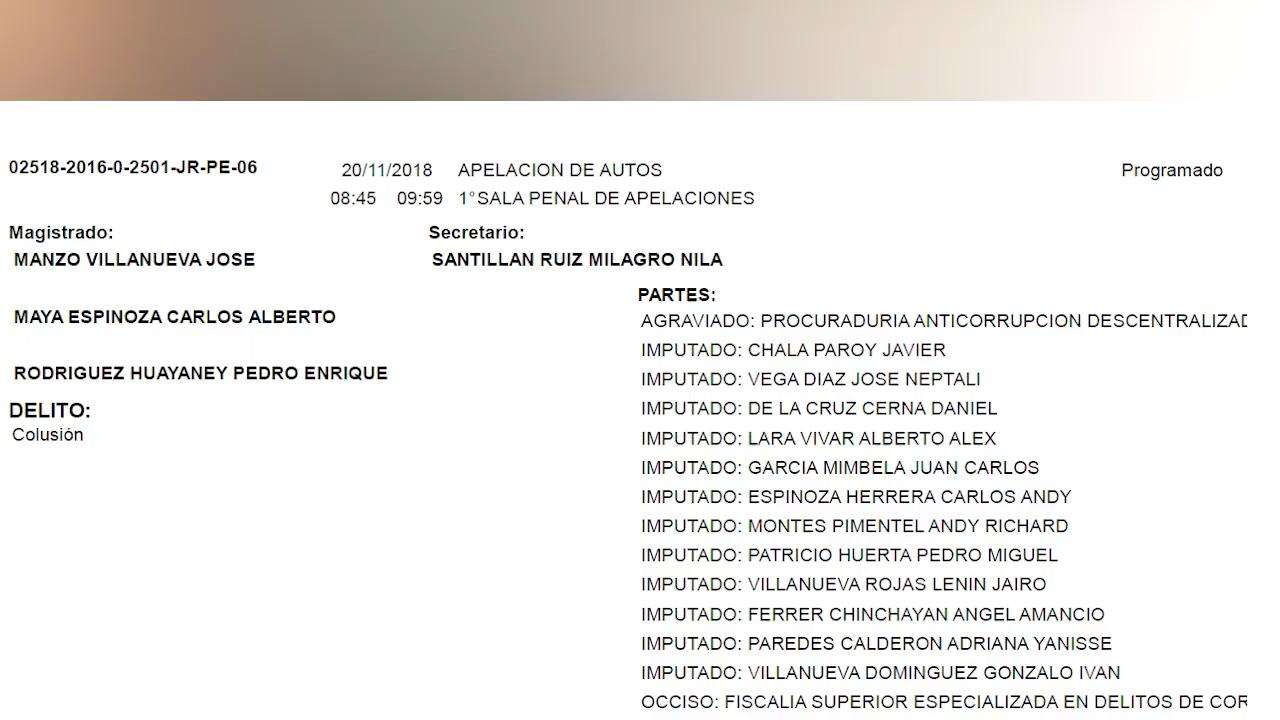 02518-2016-0-2501-JR-PE-06 20/11/2018 APELACION DE AUTOS Programado
08:45 09:59 1°SALA PENAL DE APELACIONES
Magistrado: Secretario:
MANZO VILLANUEVA JOSE SANTILLAN RUIZ MILAGRO NILA
PARTES:
MAYA ESPINOZA CARLOS ALBERTO AGRAVIADO: PROCURADURIA ANTICORRUPCION DESCENTRALIZAD
IMPUTADO: CHALA PAROY JAVIER
RODRIGUEZ HUAYANEY PEDRO ENRIQUE IMPUTADO: VEGA DIAZ JOSE NEPTALI
DELITO: IMPUTADO: DE LA CRUZ CERNA DANIEL
Colusión IMPUTADO: LARA VIVAR ALBERTO ALEX
IMPUTADO: GARCIA MIMBELA JUAN CARLOS
IMPUTADO: ESPINOZA HERRERA CARLOS ANDY
IMPUTADO: MONTES PIMENTEL ANDY RICHARD
IMPUTADO: PATRICIO HUERTA PEDRO MIGUEL
IMPUTADO: VILLANUEVA ROJAS LENIN JAIRO
IMPUTADO: FERRER CHINCHAYAN ANGEL AMANCIO
IMPUTADO: PAREDES CALDERON ADRIANA YANISSE
IMPUTADO: VILLANUEVA DOMINGUEZ GONZALO IVAN
OCCISO: FISCALIA SUPERIOR ESPECIALIZADA EN DELITOS DE COR